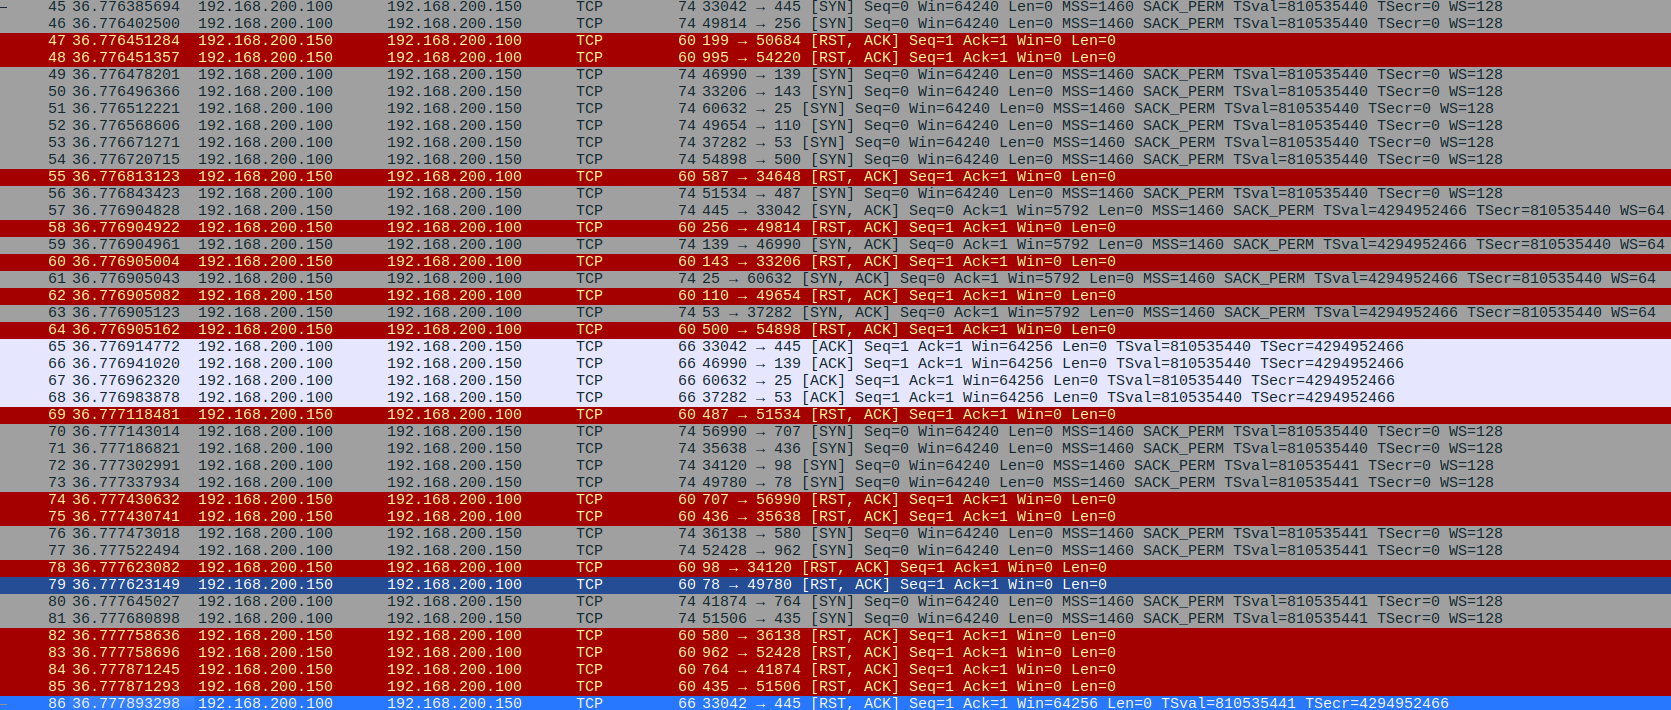 45 36.776385694 192.168.200.100 192.168.200.150 TCP 74 33042 → 445 [SYN] Seq=0 Win=64240 Len=0 MSS=1460 SACK_PERM TSval=810535440 TSecr=0 WS=128
46 36.776402500 192.168.200.100 192.168.200.150 TCP 74 49814 → 256 [SYN] Seq=0 Win=64240 Len=0 MSS=1460 SACK_PERM TSval=810535440 TSecr=0 WS=128
47 36.776451284 192.168.200.150 192.168.200.100 TCP 60 199 → 50684 [RST, ACK] Seq=1 Ack=1 Win=0 Len=0
48 36.776451357 192.168.200.150 192.168.200.100 TCP 60 995 → 54220 [RST, ACK] Seq=1 Ack=1 Win=0 Len=0
49 36.776478201 192.168.200.100 192.168.200.150 TCP 74 46990 → 139 [SYN] Seq=0 Win=64240 Len=0 MSS=1460 SACK_PERM TSval=810535440 TSecr=0 WS=128
50 36.776496366 192.168.200.100 192.168.200.150 TCP 74 33206 → 143 [SYN] Seq=0 Win=64240 Len=0 MSS=1460 SACK_PERM TSval=810535440 TSecr=0 WS=128
51 36.776512221 192.168.200.100 192.168.200.150 TCP 74 60632 → 25 [SYN] Seq=0 Win=64240 Len=0 MSS=1460 SACK_PERM TSval=810535440 TSecr=0 WS=128
52 36.776568606 192.168.200.100 192.168.200.150 TCP 74 49654 → 110 [SYN] Seq=0 Win=64240 Len=0 MSS=1460 SACK_PERM TSval=810535440 TSecr=0 WS=128
53 36.776671271 192.168.200.100 192.168.200.150 TCP 74 37282 → 53 [SYN] Seq=0 Win=64240 Len=0 MSS=1460 SACK_PERM TSval=810535440 TSecr=0 WS=128
54 36.776720715 192.168.200.100 192.168.200.150 TCP 74 54898 → 500 [SYN] Seq=0 Win=64240 Len=0 MSS=1460 SACK_PERM TSval=810535440 TSecr=0 WS=128
55 36.776813123 192.168.200.150 192.168.200.100 TCP 60 587 → 34648 [RST, ACK] Seq=1 Ack=1 Win=0 Len=0
56 36.776843423 192.168.200.100 192.168.200.150 TCP 74 51534 → 487 [SYN] Seq=0 Win=64240 Len=0 MSS=1460 SACK_PERM TSval=810535440 TSecr=0 WS=128
57 36.776904828 192.168.200.150 192.168.200.100 TCP 74 445 → 33042 [SYN, ACK] Seq=0 Ack=1 Win=5792 Len=0 MSS=1460 SACK_PERM TSval=4294952466 TSecr=810535440 WS=64
58 36.776904922 192.168.200.150 192.168.200.100 TCP 60 256 → 49814 [RST, ACK] Seq=1 Ack=1 Win=0 Len=0
59 36.776904961 192.168.200.150 192.168.200.100 TCP 74 139 → 46990 [SYN, ACK] Seq=0 Ack=1 Win=5792 Len=0 MSS=1460 SACK_PERM TSval=4294952466 TSecr=810535440 WS=64
60 36.776905004 192.168.200.150 192.168.200.100 TCP 60 143 → 33206 [RST, ACK] Seq=1 Ack=1 Win=0 Len=0
61 36.776905043 192.168.200.150 192.168.200.100 TCP 74 25 → 60632 [SYN, ACK] Seq=0 Ack=1 Win=5792 Len=0 MSS=1460 SACK_PERM TSval=4294952466 TSecr=810535440 WS=64
62 36.776905082 192.168.200.150 192.168.200.100 TCP 60 110 → 49654 [RST, ACK] Seq=1 Ack=1 Win=0 Len=0
63 36.776905123 192.168.200.150 192.168.200.100 TCP 74 53 → 37282 [SYN, ACK] Seq=0 Ack=1 Win=5792 Len=0 MSS=1460 SACK_PERM TSval=4294952466 TSecr=810535440 WS=64
64 36.776905162 192.168.200.150 192.168.200.100 TCP 60 500 → 54898 [RST, ACK] Seq=1 Ack=1 Win=0 Len=0
65 36.776914772 192.168.200.100 192.168.200.150 TCP 66 33042 → 445 [ACK] Seq=1 Ack=1 Win=64256 Len=0 TSval=810535440 TSecr=4294952466
66 36.776941020 192.168.200.100 192.168.200.150 TCP 66 46990 → 139 [ACK] Seq=1 Ack=1 Win=64256 Len=0 TSval=810535440 TSecr=4294952466
67 36.776962320 192.168.200.100 192.168.200.150 TCP 66 60632 → 25 [ACK] Seq=1 Ack=1 Win=64256 Len=0 TSval=810535440 TSecr=4294952466
68 36.776983878 192.168.200.100 192.168.200.150 TCP 66 37282 → 53 [ACK] Seq=1 Ack=1 Win=64256 Len=0 TSval=810535440 TSecr=4294952466
69 36.777118481 192.168.200.150 192.168.200.100 TCP 60 487 → 51534 [RST, ACK] Seq=1 Ack=1 Win=0 Len=0
70 36.777143014 192.168.200.100 192.168.200.150 TCP 74 56990 → 707 [SYN] Seq=0 Win=64240 Len=0 MSS=1460 SACK_PERM TSval=810535440 TSecr=0 WS=128
71 36.777186821 192.168.200.100 192.168.200.150 TCP 74 35638 → 436 [SYN] Seq=0 Win=64240 Len=0 MSS=1460 SACK_PERM TSval=810535440 TSecr=0 WS=128
72 36.777302991 192.168.200.100 192.168.200.150 TCP 74 34120 → 98 [SYN] Seq=0 Win=64240 Len=0 MSS=1460 SACK_PERM TSval=810535441 TSecr=0 WS=128
73 36.777337934 192.168.200.100 192.168.200.150 TCP 74 49780 → 78 [SYN] Seq=0 Win=64240 Len=0 MSS=1460 SACK_PERM TSval=810535441 TSecr=0 WS=128
74 36.777430632 192.168.200.150 192.168.200.100 TCP 60 707 → 56990 [RST, ACK] Seq=1 Ack=1 Win=0 Len=0
75 36.777430741 192.168.200.150 192.168.200.100 TCP 60 436 → 35638 [RST, ACK] Seq=1 Ack=1 Win=0 Len=0
76 36.777473018 192.168.200.100 192.168.200.150 TCP 74 36138 → 580 [SYN] Seq=0 Win=64240 Len=0 MSS=1460 SACK_PERM TSval=810535441 TSecr=0 WS=128
77 36.777522494 192.168.200.100 192.168.200.150 TCP 74 52428 → 962 [SYN] Seq=0 Win=64240 Len=0 MSS=1460 SACK_PERM TSval=810535441 TSecr=0 WS=128
78 36.777623082 192.168.200.150 192.168.200.100 TCP 60 98 → 34120 [RST, ACK] Seq=1 Ack=1 Win=0 Len=0
79 36.777623149 192.168.200.150 192.168.200.100 TCP 60 78 → 49780 [RST, ACK] Seq=1 Ack=1 Win=0 Len=0
80 36.777645027 192.168.200.100 192.168.200.150 TCP 74 41874 → 764 [SYN] Seq=0 Win=64240 Len=0 MSS=1460 SACK_PERM TSval=810535441 TSecr=0 WS=128
81 36.777680898 192.168.200.100 192.168.200.150 TCP 74 51506 → 435 [SYN] Seq=0 Win=64240 Len=0 MSS=1460 SACK_PERM TSval=810535441 TSecr=0 WS=128
82 36.777758636 192.168.200.150 192.168.200.100 TCP 60 580 → 36138 [RST, ACK] Seq=1 Ack=1 Win=0 Len=0
83 36.777758696 192.168.200.150 192.168.200.100 TCP 60 962 → 52428 [RST, ACK] Seq=1 Ack=1 Win=0 Len=0
84 36.777871245 192.168.200.150 192.168.200.100 TCP 60 764 → 41874 [RST, ACK] Seq=1 Ack=1 Win=0 Len=0
85 36.777871293 192.168.200.150 192.168.200.100 TCP 60 435 → 51506 [RST, ACK] Seq=1 Ack=1 Win=0 Len=0
86 36.777893298 192.168.200.100 192.168.200.150 TCP 66 33042 → 445 [RST, ACK] Seq=1 Ack=1 Win=64256 Len=0 TSval=810535441 TSecr=4294952466